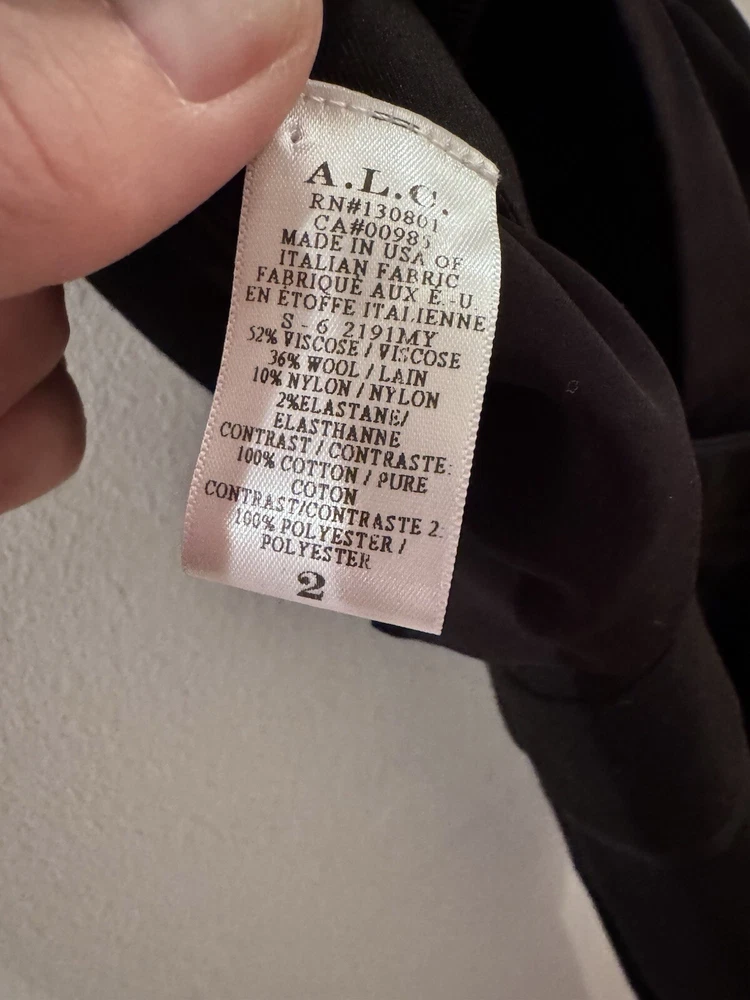 A.L.C.
RN#130801
CA#00985
MADE IN USA OF
ITALIAN FABRIC
FABRIQUÉ AUX É-U.
EN ÉTOFFE ITALIENNE
S - 6 2191MY
52% VISCOSE / VISCOSE
36% WOOL / LAIN
10% NYLON / NYLON
2%ELASTANE/
ELASTHANNE
CONTRAST / CONTRASTE:
100% COTTON / PURE
COTON
CONTRAST/CONTRASTE 2:
100% POLYESTER /
POLYESTER
2